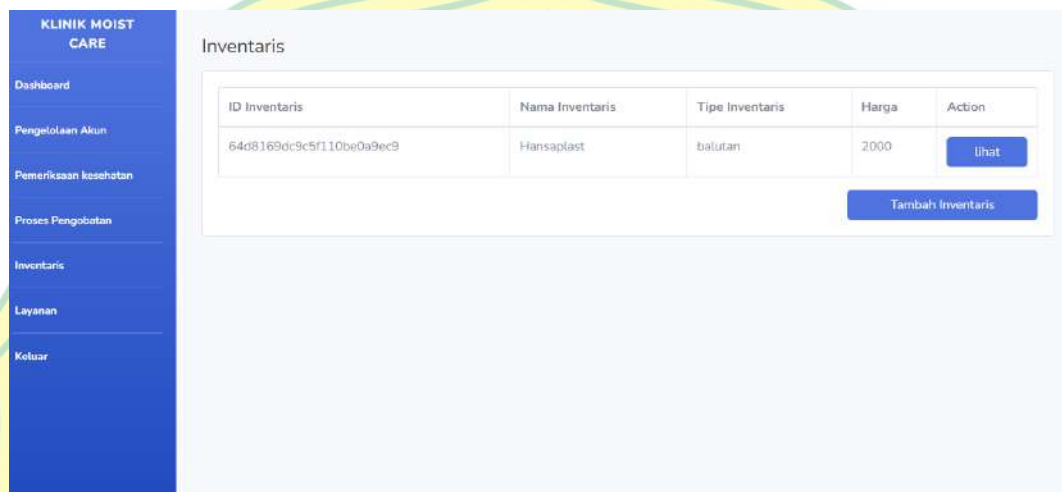 KLINIK MOIST
CARE
Dashboard
Pengelolaan Akun
Pemeriksaan kesehatan
Proses Pengobatan
Inventaris
Layanan
Keluar
Inventaris
ID Inventaris Nama Inventaris Tipe Inventaris Harga Action
64d8169dc9c5f110be0a9ec9 Hansaplast balutan 2000 lihat
Tambah Inventaris